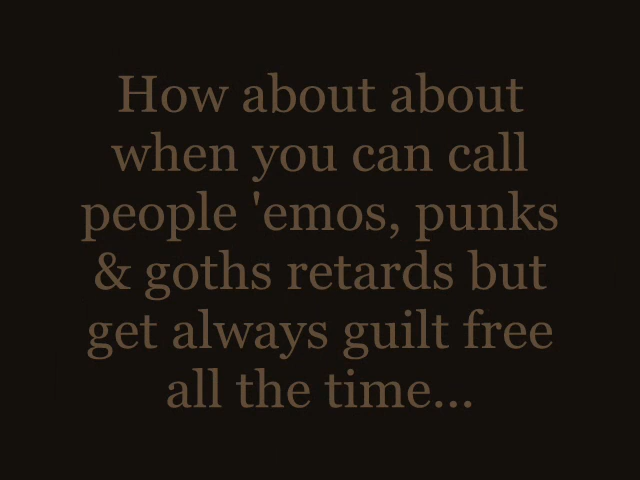 How about about
when you can call
people 'emos, punks
& goths retards but
get always guilt free
all the time...